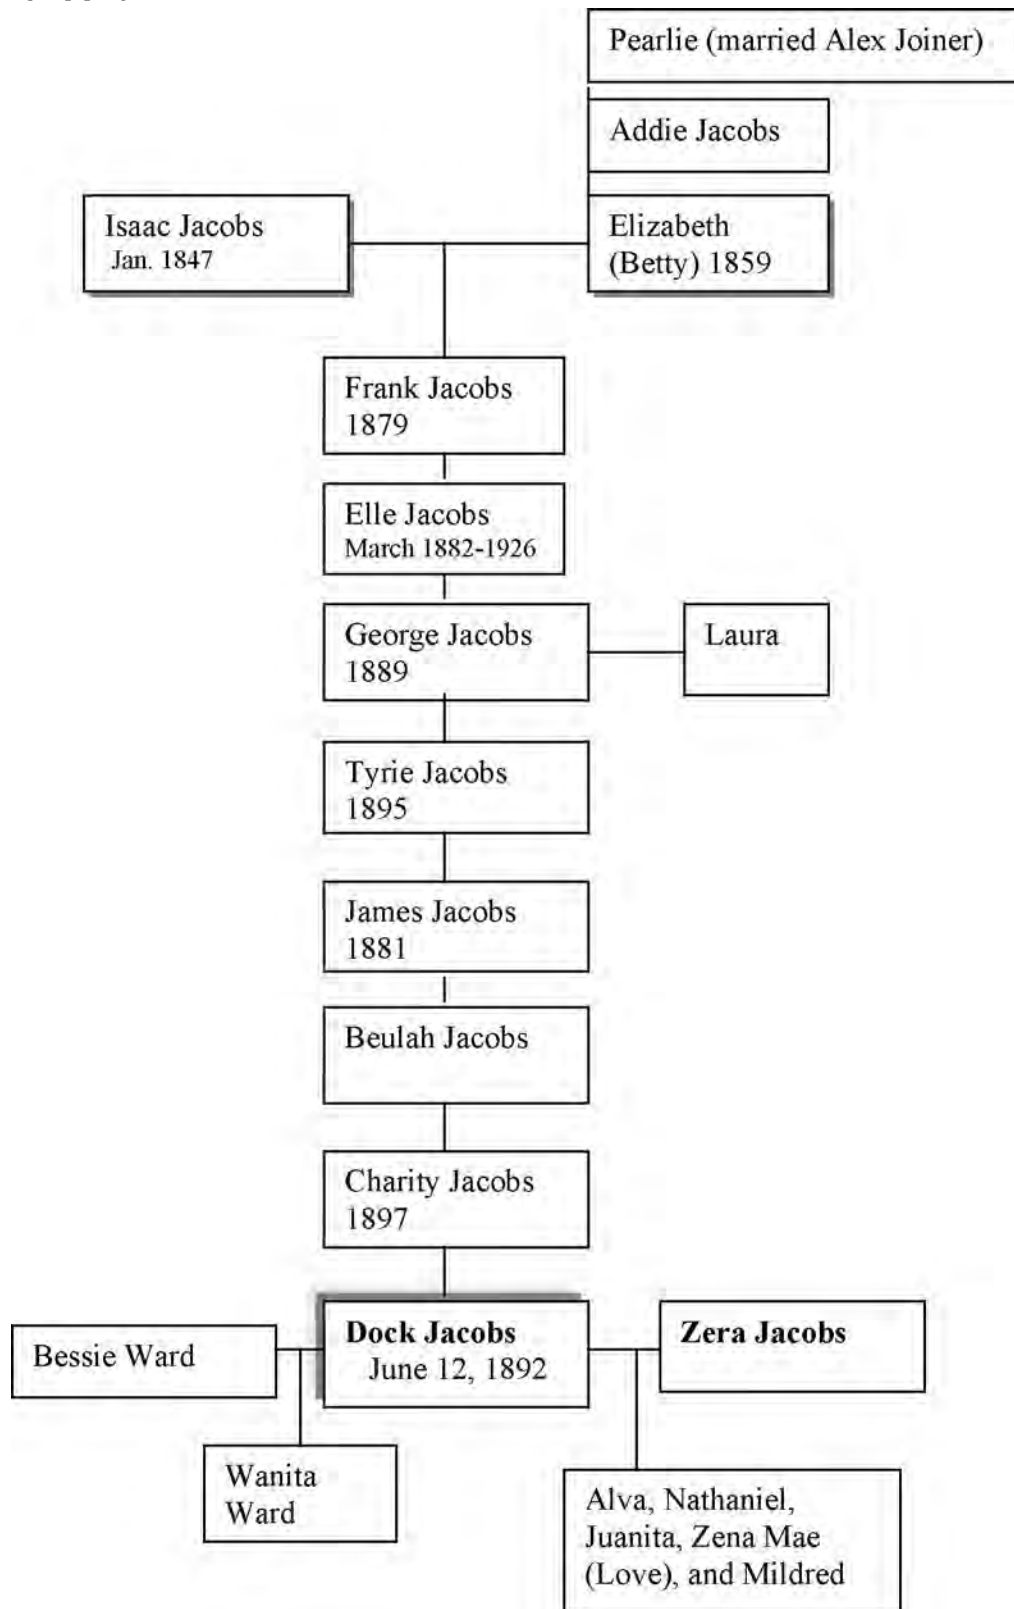 Pearlie (married Alex Joiner)
Addie Jacobs
Isaac Jacobs
Jan. 1847
Elizabeth
(Betty) 1859
Frank Jacobs
1879
Elle Jacobs
March 1882-1926
George Jacobs
1889
Laura
Tyrie Jacobs
1895
James Jacobs
1881
Beulah Jacobs
Charity Jacobs
1897
Bessie Ward
Dock Jacobs
June 12, 1892
Zera Jacobs
Wanita
Ward
Alva, Nathaniel,
Juanita, Zena Mae
(Love), and Mildred